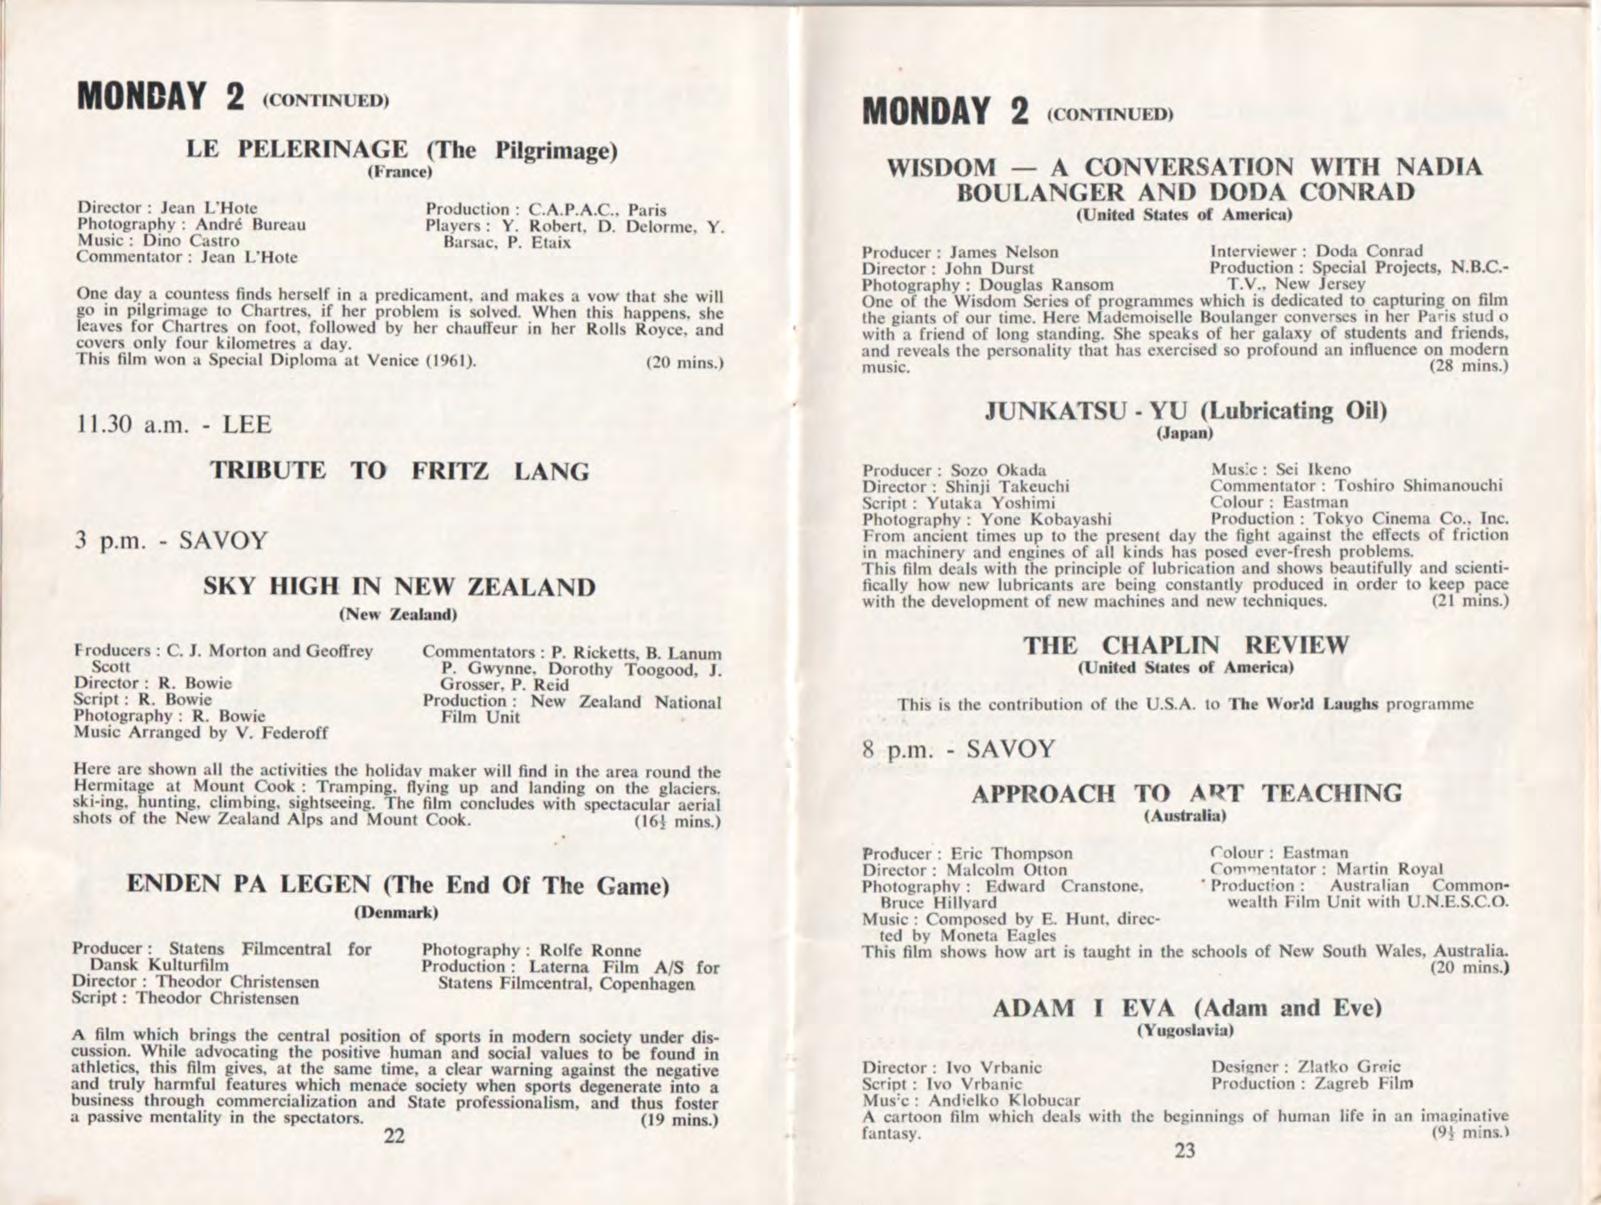 MONDAY 2 (CONTINUED)
LE PELERINAGE (The Pilgrimage)
(France)
Director : Jean L'Hote
Photography : André Bureau
Music : Dino Castro
Commentator : Jean L'Hote
Production : C.A.P.A.C., Paris
Players : Y. Robert, D. Delorme, Y.
Barsac, P. Etaix
One day a countess finds herself in a predicament, and makes a vow that she will
go in pilgrimage to Chartres, if her problem is solved. When this happens, she
leaves for Chartres on foot, followed by her chauffeur in her Rolls Royce, and
covers only four kilometres a day.
This film won a Special Diploma at Venice (1961). (20 mins.)
11.30 a.m. - LEE
TRIBUTE TO FRITZ LANG
3 p.m. - SAVOY
SKY HIGH IN NEW ZEALAND
(New Zealand)
Producers : C. J. Morton and Geoffrey
Scott
Director : R. Bowie
Script : R. Bowie
Photography : R. Bowie
Music Arranged by V. Federoff
Commentators : P. Ricketts, B. Lanum
P. Gwynne, Dorothy Toogood, J.
Grosser, P. Reid
Production : New Zealand National
Film Unit
Here are shown all the activities the holiday maker will find in the area round the
Hermitage at Mount Cook : Tramping, flying up and landing on the glaciers.
ski-ing, hunting, climbing, sightseeing. The film concludes with spectacular aerial
shots of the New Zealand Alps and Mount Cook. (16½ mins.)
ENDEN PA LEGEN (The End Of The Game)
(Denmark)
Producer : Statens Filmcentral for
Dansk Kulturfilm
Director : Theodor Christensen
Script : Theodor Christensen
Photography : Rolfe Ronne
Production : Laterna Film A/S for
Statens Filmcentral, Copenhagen
A film which brings the central position of sports in modern society under dis-
cussion. While advocating the positive human and social values to be found in
athletics, this film gives, at the same time, a clear warning against the negative
and truly harmful features which menace society when sports degenerate into a
business through commercialization and State professionalism, and thus foster
a passive mentality in the spectators. (19 mins.)
22
MONDAY 2 (CONTINUED)
WISDOM — A CONVERSATION WITH NADIA
BOULANGER AND DODA CONRAD
(United States of America)
Producer : James Nelson
Director : John Durst
Photography : Douglas Ransom
Interviewer : Doda Conrad
Production : Special Projects, N.B.C.-
T.V., New Jersey
One of the Wisdom Series of programmes which is dedicated to capturing on film
the giants of our time. Here Mademoiselle Boulanger converses in her Paris stud o
with a friend of long standing. She speaks of her galaxy of students and friends,
and reveals the personality that has exercised so profound an influence on modern
music. (28 mins.)
JUNKATSU - YU (Lubricating Oil)
(Japan)
Producer : Sozo Okada
Director : Shinji Takeuchi
Script : Yutaka Yoshimi
Photography : Yone Kobayashi
Music : Sei Ikeno
Commentator : Toshiro Shimanouchi
Colour : Eastman
Production : Tokyo Cinema Co., Inc.
From ancient times up to the present day the fight against the effects of friction
in machinery and engines of all kinds has posed ever-fresh problems.
This film deals with the principle of lubrication and shows beautifully and scienti-
fically how new lubricants are being constantly produced in order to keep pace
with the development of new machines and new techniques. (21 mins.)
THE CHAPLIN REVIEW
(United States of America)
This is the contribution of the U.S.A. to The World Laughs programme
8 p.m. - SAVOY
APPROACH TO ART TEACHING
(Australia)
Producer : Eric Thompson
Director : Malcolm Otton
Photography : Edward Cranstone,
Bruce Hillyard
Music : Composed by E. Hunt, direc-
ted by Moneta Eagles
Colour : Eastman
Commentator : Martin Royal
Production : Australian Common-
wealth Film Unit with U.N.E.S.C.O.
This film shows how art is taught in the schools of New South Wales, Australia.
(20 mins.)
ADAM I EVA (Adam and Eve)
(Yugoslavia)
Director : Ivo Vrbanic
Script : Ivo Vrbanic
Music : Andjelko Klobucar
Designer : Zlatko Grgic
Production : Zagreb Film
A cartoon film which deals with the beginnings of human life in an imaginative
fantasy. (9½ mins.)
23